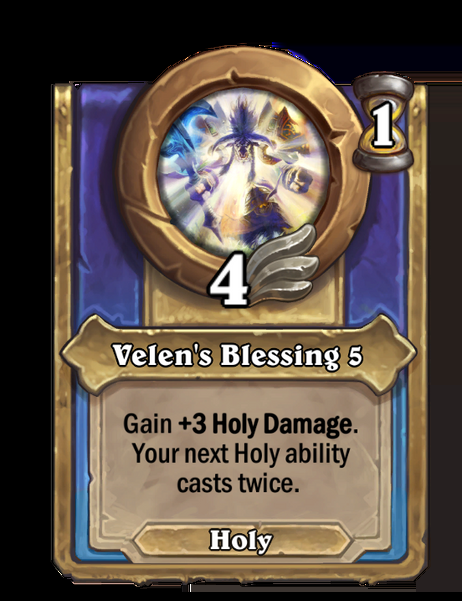 1
4
Velen's Blessing 5
Gain +3 Holy Damage.
Your next Holy ability
casts twice.
Holy